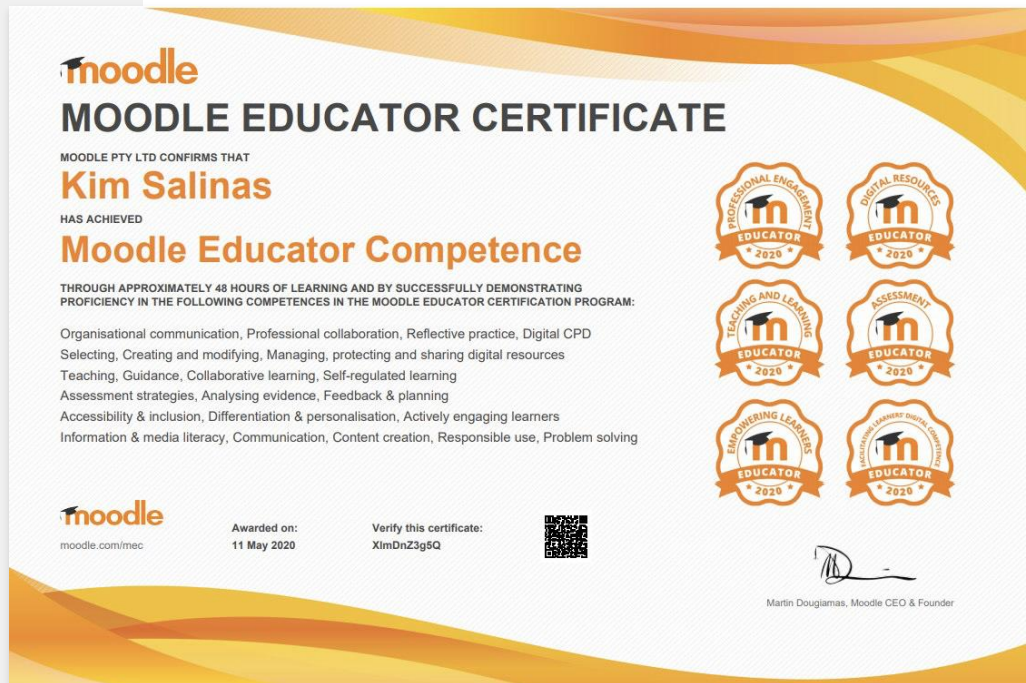 moodle
MOODLE EDUCATOR CERTIFICATE
MOODLE PTY LTD CONFIRMS THAT
Kim Salinas
HAS ACHIEVED
Moodle Educator Competence
THROUGH APPROXIMATELY 48 HOURS OF LEARNING AND BY SUCCESSFULLY DEMONSTRATING
PROFICIENCY IN THE FOLLOWING COMPETENCES IN THE MOODLE EDUCATOR CERTIFICATION PROGRAM:
Organisational communication, Professional collaboration, Reflective practice, Digital CPD
Selecting, Creating and modifying, Managing, protecting and sharing digital resources
Teaching, Guidance, Collaborative learning, Self-regulated learning
Assessment strategies, Analysing evidence, Feedback & planning
Accessibility & inclusion, Differentiation & personalisation, Actively engaging learners
Information & media literacy, Communication, Content creation, Responsible use, Problem solving
PROFESSIONAL ENGAGEMENT
m
EDUCATOR
2020
DIGITAL RESOURCES
m
EDUCATOR
2020
TEACHING AND LEARNING
m
EDUCATOR
2020
ASSESSMENT
m
EDUCATOR
2020
EMPOWERING LEARNERS
m
EDUCATOR
2020
FACILITATING LEARNERS' DIGITAL COMPETENCE
m
EDUCATOR
2020
moodle
moodle.com/mec
Awarded on:
11 May 2020
Verify this certificate:
XlmDnZ3g5Q
Martin Dougiamas, Moodle CEO & Founder